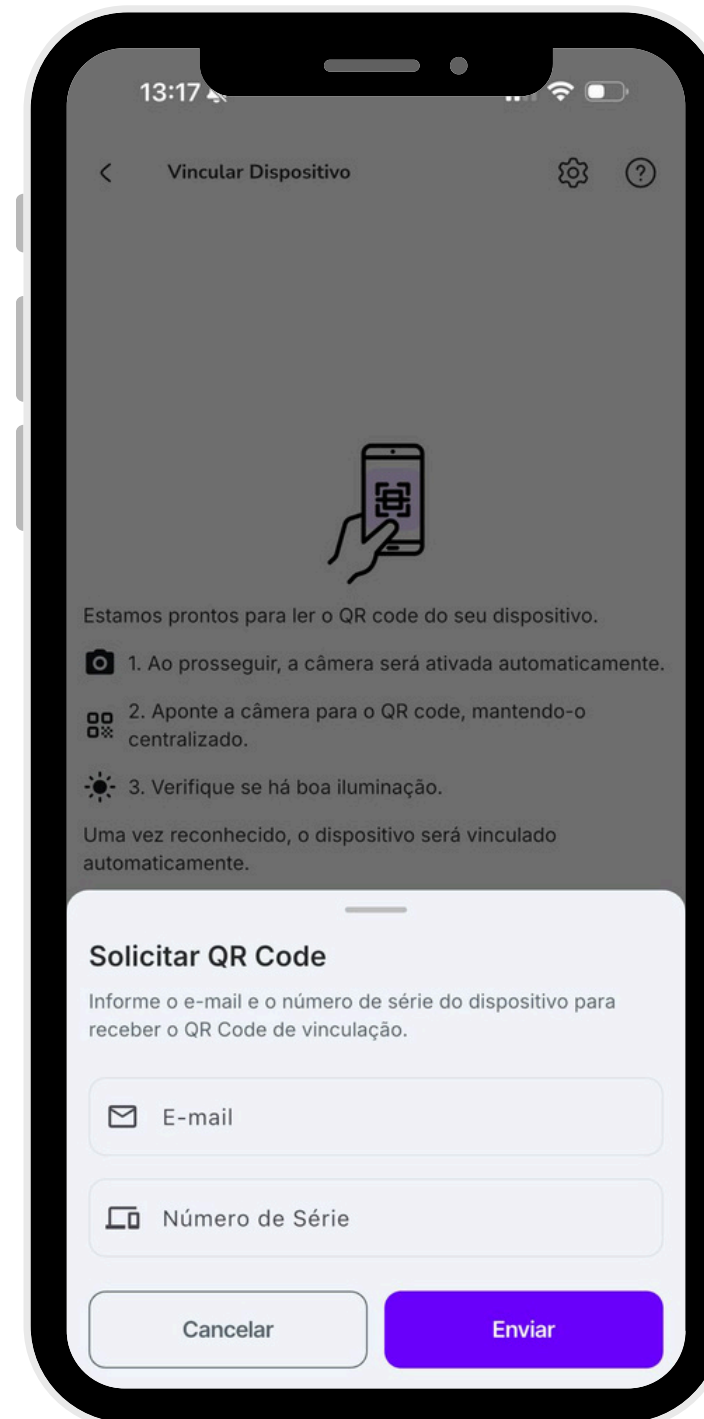 13:17
Vincular Dispositivo
Estamos prontos para ler o QR code do seu dispositivo.
1. Ao prosseguir, a câmera será ativada automaticamente.
2. Aponte a câmera para o QR code, mantendo-o
centralizado.
3. Verifique se há boa iluminação.
Uma vez reconhecido, o dispositivo será vinculado
automaticamente.
Solicitar QR Code
Informe o e-mail e o número de série do dispositivo para
receber o QR Code de vinculação.
E-mail
Número de Série
Cancelar
Enviar